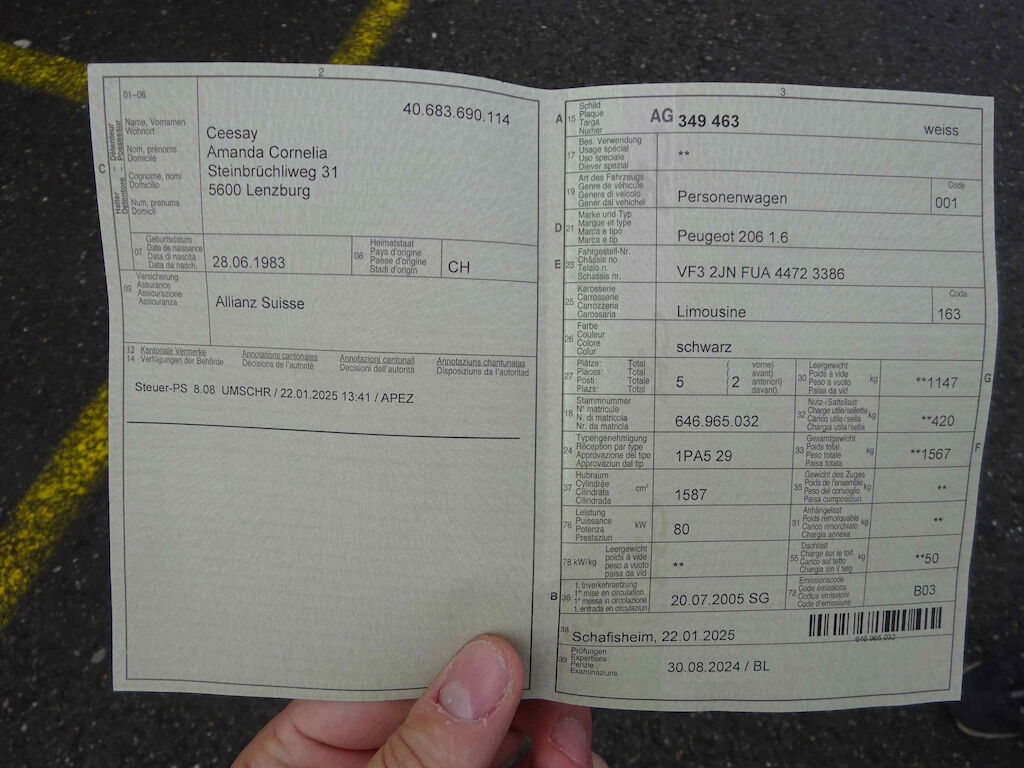 2
01-06
40.683.690.114
C
Halter Détenteur
Detentore Possessur
Name, Vornamen
Wohnort
Nom, prénoms
Domicile
Cognome, nomi
Domicilio
Num, prenums
Domicil
Ceesay
Amanda Cornelia
Steinbrüchliweg 31
5600 Lenzburg
07
Geburtsdatum
Date de naissance
Data di nascita
Data da nasch.
28.06.1983
08
Heimatstaat
Pays d'origine
Paese d'origine
Stadi d'origin
CH
09
Versicherung
Assurance
Assicurazione
Assicuranza
Allianz Suisse
13 Kantonale Vermerke
14 Verfügungen der Behörde
Annotations cantonales
Décisions de l'autorité
Annotazioni cantonali
Decisioni dell'autorità
Annotaziuns chantunalas
Disposiziuns da l'autoritad
Steuer-PS 8.08 UMSCHR / 22.01.2025 13:41 / APEZ
3
A 15
Schild
Plaque
Targa
Numer
AG 349 463
weiss
17
Bes. Verwendung
Usage spécial
Uso speciale
Diever spezial
**
19
Art des Fahrzeugs
Genre de véhicule
Genere di veicolo
Gener dal vehichel
Personenwagen
Code
001
D 21
Marke und Typ
Marque et type
Marca e tipo
Marca e tip
Peugeot 206 1.6
E 23
Fahrgestell-Nr.
Châssis no
Telaio n.
Schassis nr.
VF3 2JN FUA 4472 3386
25
Karosserie
Carrosserie
Carrozzeria
Carossaria
Limousine
Code
163
26
Farbe
Couleur
Colore
Colur
schwarz
27
Plätze: Total
Places: Total
Posti: Totale
Plazs: Total
5
( vorne)
( avant)
( anteriori)
( davant)
2
30
Leergewicht
Poids à vide
Peso a vuoto
Paisa da vid
kg
**1147
G
18
Stammnummer
N° matricule
N. di matricola
Nr. da matricla
646.965.032
32
Nutz-/Sattellast
Charge utile/sellette
Carico utile/sella
Chargia utila/sella
kg
**420
24
Typengenehmigung
Réception par type
Approvazione del tipo
Approvaziun dal tip
1PA5 29
33
Gesamtgewicht
Poids total
Peso totale
Paisa totala
kg
**1567
F
37
Hubraum
Cylindrée
Cilindrata
Cilindrada
cm³
1587
35
Gewicht des Zuges
Poids de l'ensemble
Peso del convoglio
Paisa cumposiziun
kg
**
76
Leistung
Puissance
Potenza
Prestaziun
kW
80
31
Anhängelast
Poids remorquable
Carico rimorchiato
Chargia annexa
kg
**
78 kW/kg
Leergewicht
poids à vide
peso a vuoto
paisa da vid
**
55
Dachlast
Charge sur le toit
Carico sul tetto
Chargia sin il tetg
kg
**50
B 36
1. Inverkehrsetzung
1re mise en circulation
1a messa in circolazione
1. entrada en circulaziun
20.07.2005 SG
72
Emissionscode
Code émissions
Codice emissioni
Code d'emissiuns
B03
38
Schafisheim, 22.01.2025
646.965.032
39
Prüfungen
Expertises
Perizie
Examinaziuns
30.08.2024 / BL